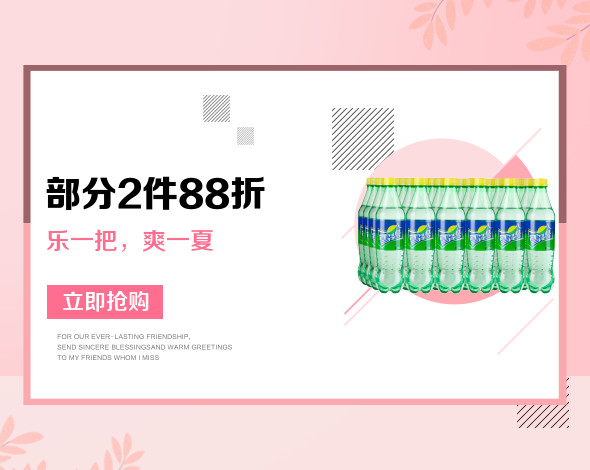 部分2件88折
乐一把，爽一夏
立即抢购
FOR OUR EVER-LASTING FRIENDSHIP,
SEND SINCERE BLESSINGSAND WARM GREETINGS
TO MY FRIENDS WHOM I MISS